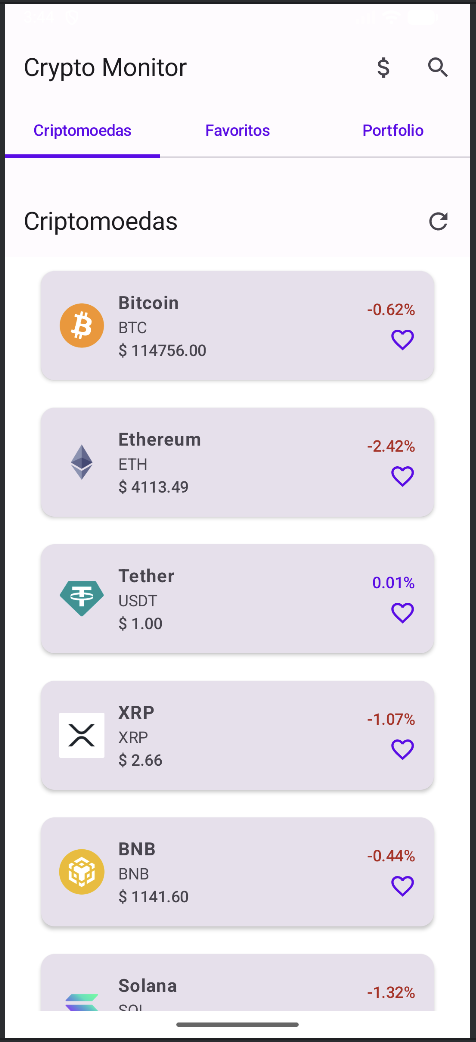 Crypto Monitor
$
Criptomoedas
Favoritos
Portfolio
Criptomoedas
Bitcoin
BTC
$ 114756.00
-0.62%
Ethereum
ETH
$ 4113.49
-2.42%
Tether
USDT
$ 1.00
0.01%
XRP
XRP
$ 2.66
-1.07%
BNB
BNB
$ 1141.60
-0.44%
Solana
SOL
-1.32%